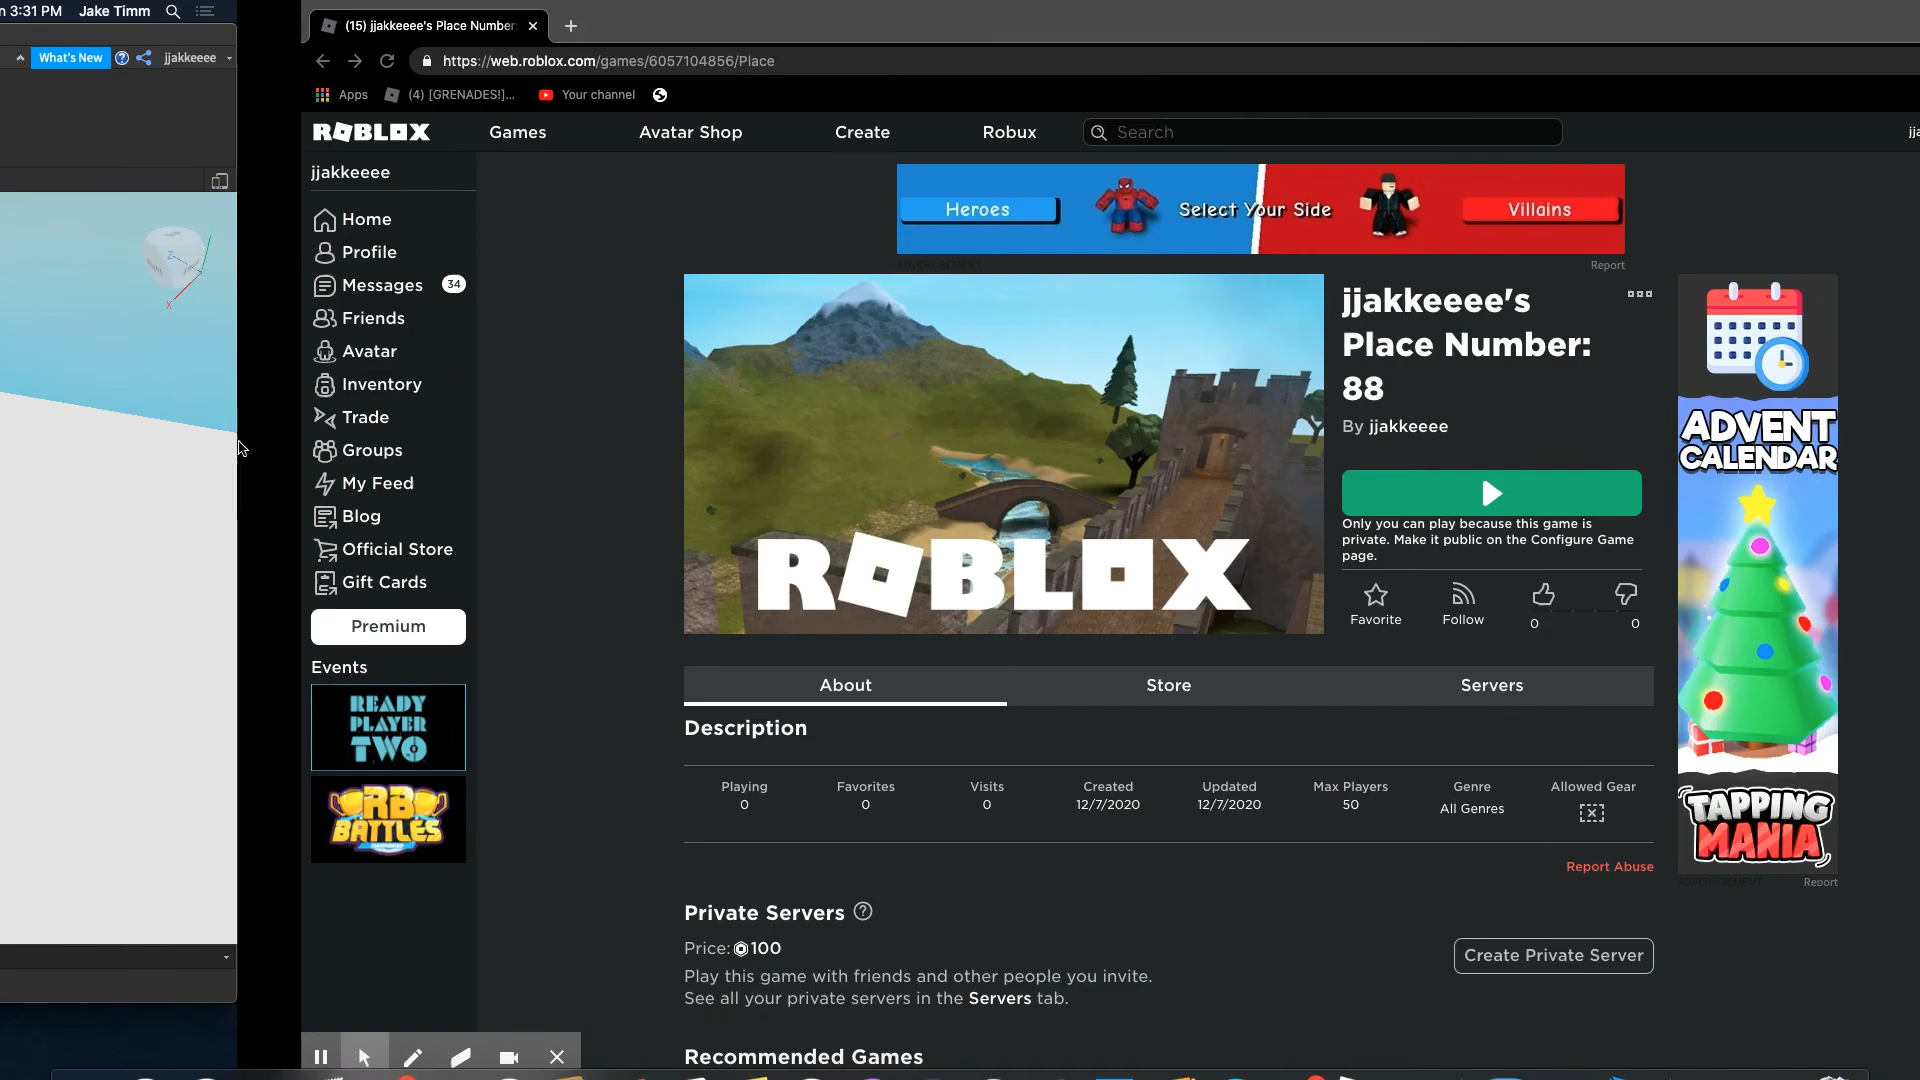 3:31 PM Jake Timm
What's New
jjakkeeee
(15) jjakkeeee's Place Number:
https://web.roblox.com/games/6057104856/Place
Apps
(4) [GRENADES!]...
Your channel
ROBLOX
Games
Avatar Shop
Create
Robux
Search
jja
jjakkeeee
Home
Profile
Messages 34
Friends
Avatar
Inventory
Trade
Groups
My Feed
Blog
Official Store
Gift Cards
Premium
Events
READY
PLAYER
TWO
RB
BATTLES
Heroes
Select Your Side
Villains
ADVERTISEMENT
Report
ROBLOX
jjakkeeee's
Place Number:
88
By jjakkeeee
Only you can play because this game is
private. Make it public on the Configure Game
page.
Favorite
Follow
0
0
About
Store
Servers
Description
Playing
0
Favorites
0
Visits
0
Created
12/7/2020
Updated
12/7/2020
Max Players
50
Genre
All Genres
Allowed Gear
Report Abuse
Private Servers
Price: 100
Play this game with friends and other people you invite.
See all your private servers in the Servers tab.
Create Private Server
Recommended Games
ADVENT
CALENDAR
TAPPING
MANIA
ADVERTISEMENT
Report
Z
X